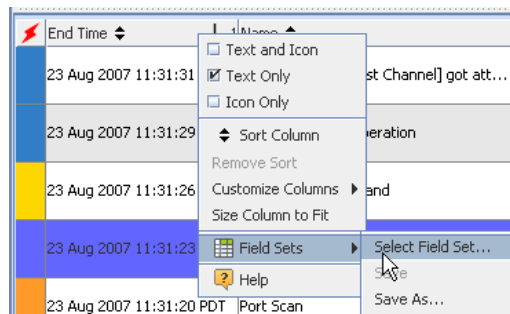 End Time 1 Name
Text and Icon
Text Only
Icon Only
23 Aug 2007 11:31:31 st Channel] got att...
23 Aug 2007 11:31:29 Sort Column eration
Remove Sort
23 Aug 2007 11:31:26 Customize Columns and
Size Column to Fit
23 Aug 2007 11:31:23 Field Sets Select Field Set...
Help Save
23 Aug 2007 11:31:20 PDT Port Scan Save As...